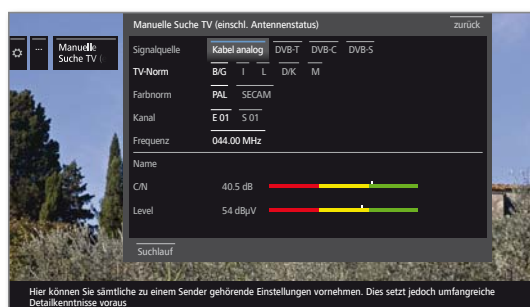 Manuelle Suche TV (einschl. Antennenstatus) zurück
... Manuelle
Suche TV (
Signalquelle Kabel analog DVB-T DVB-C DVB-S
TV-Norm B/G I L D/K M
Farbnorm PAL SECAM
Kanal E 01 S 01
Frequenz 044.00 MHz
Name
C/N 40.5 dB
Level 54 dBµV
Suchlauf
Hier können Sie sämtliche zu einem Sender gehörende Einstellungen vornehmen. Dies setzt jedoch umfangreiche
Detailkenntnisse voraus